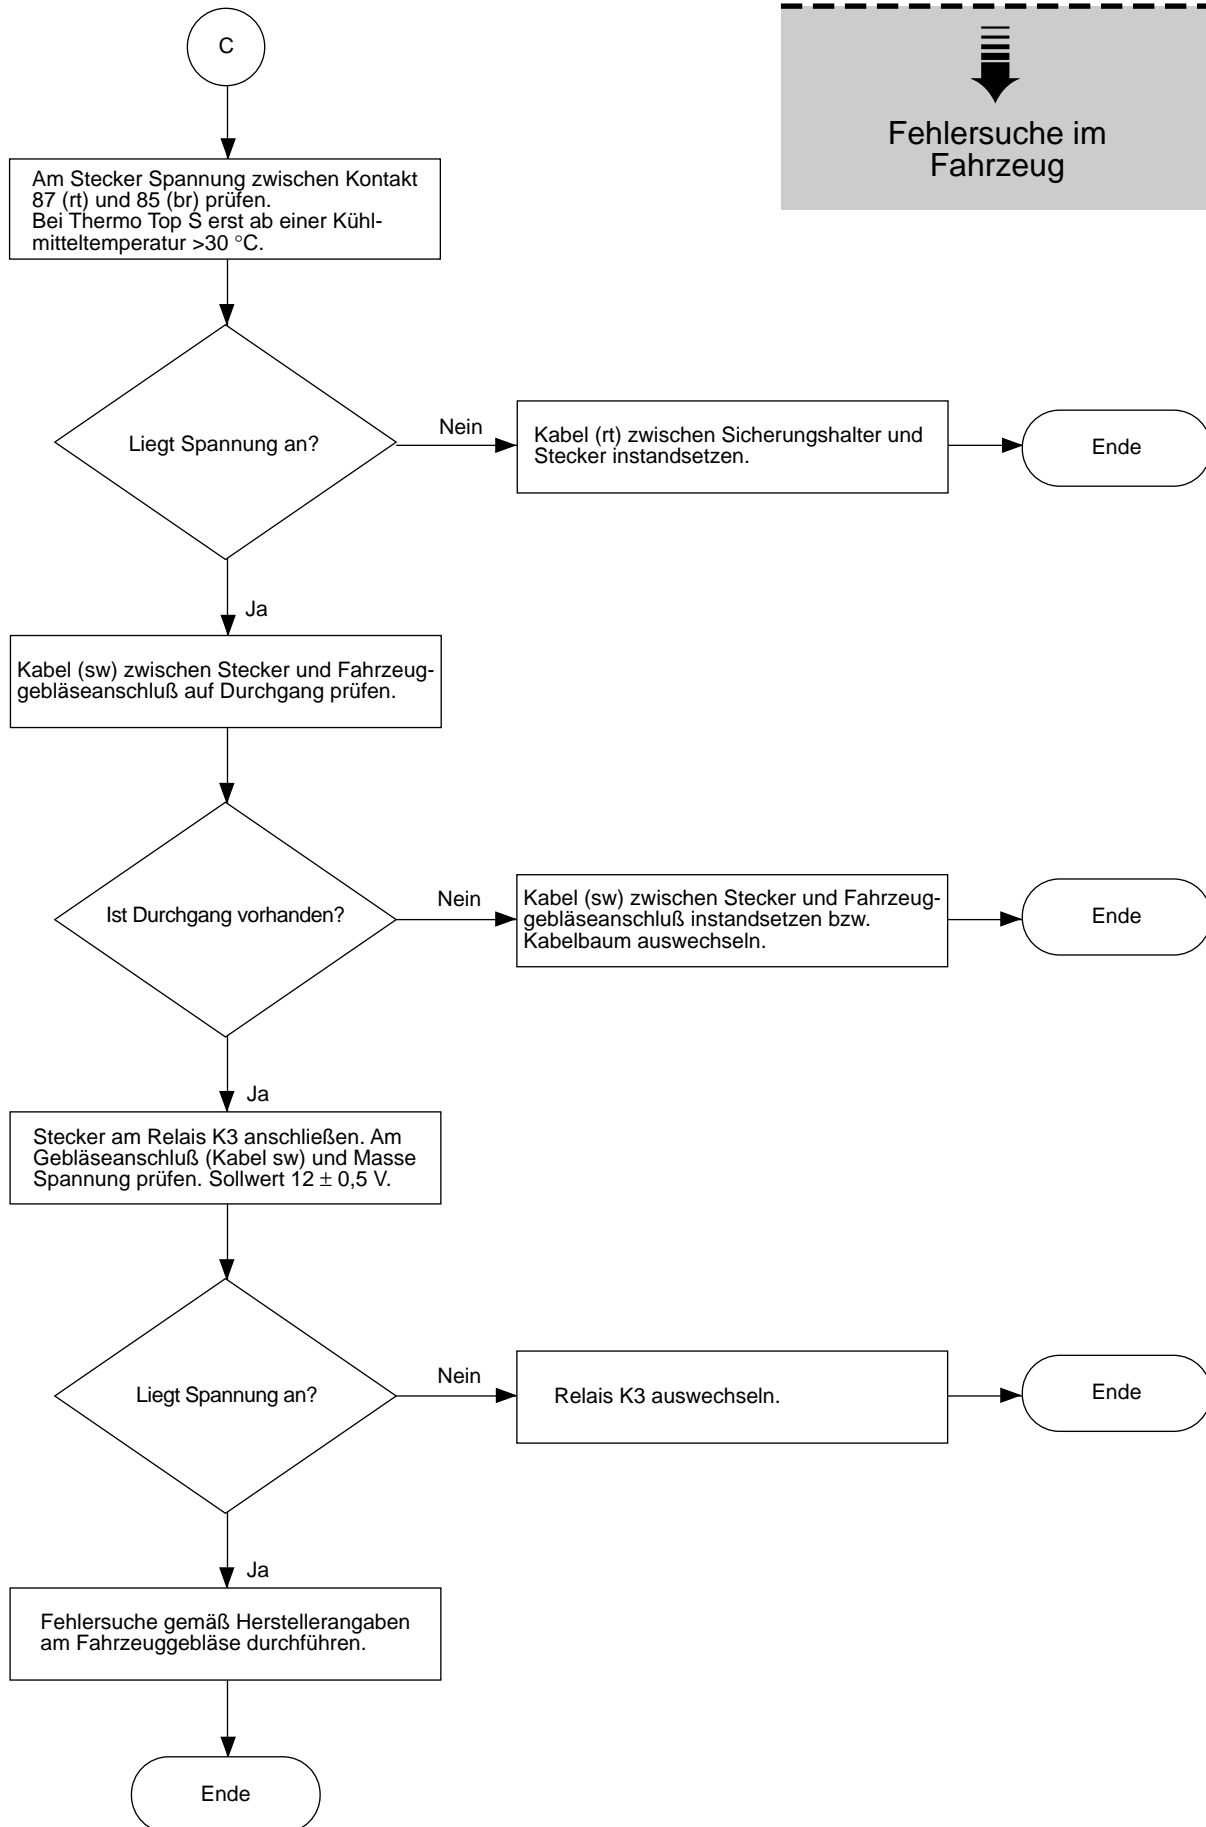 C
Fehlersuche im
Fahrzeug
Am Stecker Spannung zwischen Kontakt
87 (rt) und 85 (br) prüfen.
Bei Thermo Top S erst ab einer Kühl-
mitteltemperatur >30 °C.
Liegt Spannung an?
Nein
Kabel (rt) zwischen Sicherungshalter und
Stecker instandsetzen.
Ende
Ja
Kabel (sw) zwischen Stecker und Fahrzeug-
gebläseanschluß auf Durchgang prüfen.
Ist Durchgang vorhanden?
Nein
Kabel (sw) zwischen Stecker und Fahrzeug-
gebläseanschluß instandsetzen bzw.
Kabelbaum auswechseln.
Ende
Ja
Stecker am Relais K3 anschließen. Am
Gebläseanschluß (Kabel sw) und Masse
Spannung prüfen. Sollwert 12 ± 0,5 V.
Liegt Spannung an?
Nein
Relais K3 auswechseln.
Ende
Ja
Fehlersuche gemäß Herstellerangaben
am Fahrzeuggebläse durchführen.
Ende